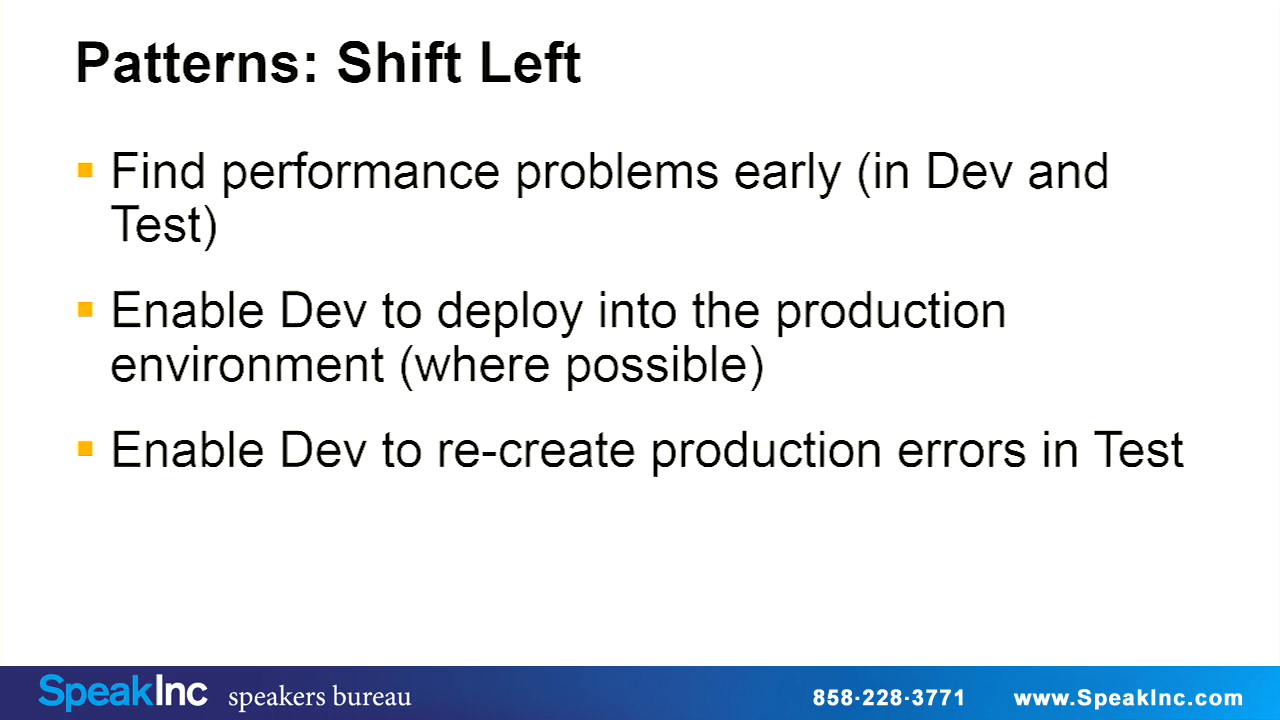 Patterns: Shift Left
Find performance problems early (in Dev and
Test)
Enable Dev to deploy into the production
environment (where possible)
Enable Dev to re-create production errors in Test
SpeakInc speakers bureau 858·228·3771 www.SpeakInc.com